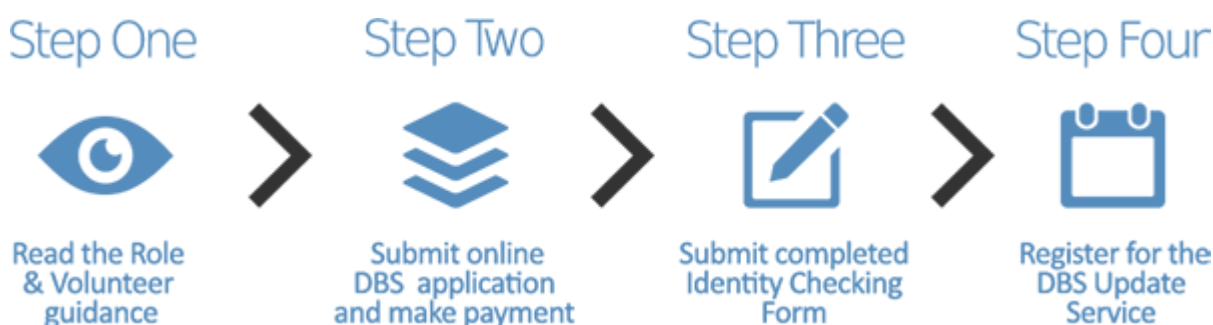 Step One
Step Two
Step Three
Step Four
Read the Role
& Volunteer
guidance
Submit online
DBS application
and make payment
Submit completed
Identity Checking
Form
Register for the
DBS Update
Service